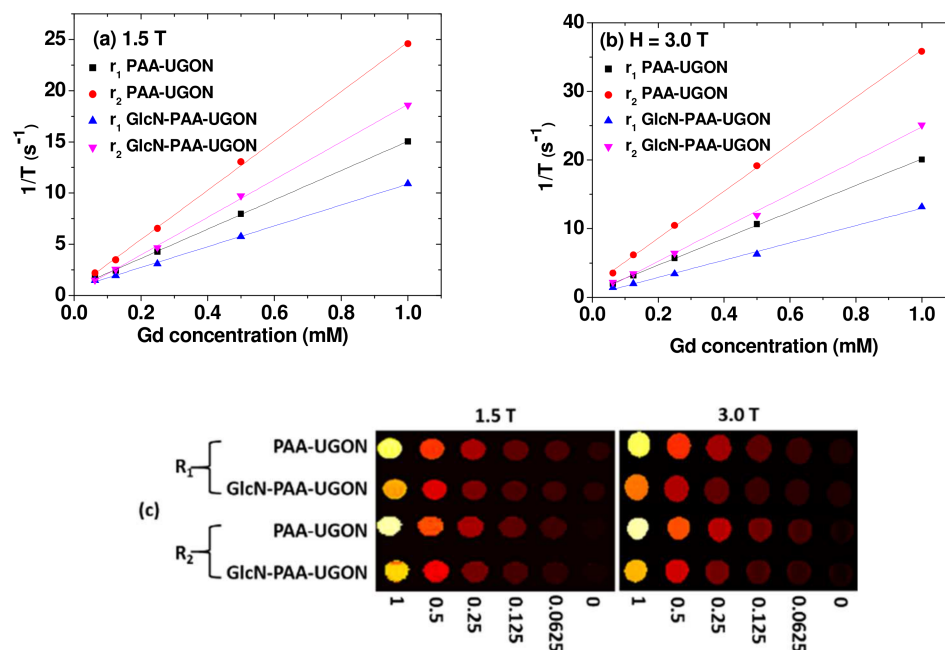 (a) 1.5 T
r₁ PAA-UGON
r₂ PAA-UGON
r₁ GlcN-PAA-UGON
r₂ GlcN-PAA-UGON
25
20
15
10
5
0
1/T (s⁻¹)
0.0 0.2 0.4 0.6 0.8 1.0
Gd concentration (mM)
(b) H = 3.0 T
r₁ PAA-UGON
r₂ PAA-UGON
r₁ GlcN-PAA-UGON
r₂ GlcN-PAA-UGON
40
30
20
10
0
1/T (s⁻¹)
0.0 0.2 0.4 0.6 0.8 1.0
Gd concentration (mM)
(c)
1.5 T 3.0 T
R₁
PAA-UGON
GlcN-PAA-UGON
R₂
PAA-UGON
GlcN-PAA-UGON
1 0.5 0.25 0.125 0.0625 0
1 0.5 0.25 0.125 0.0625 0